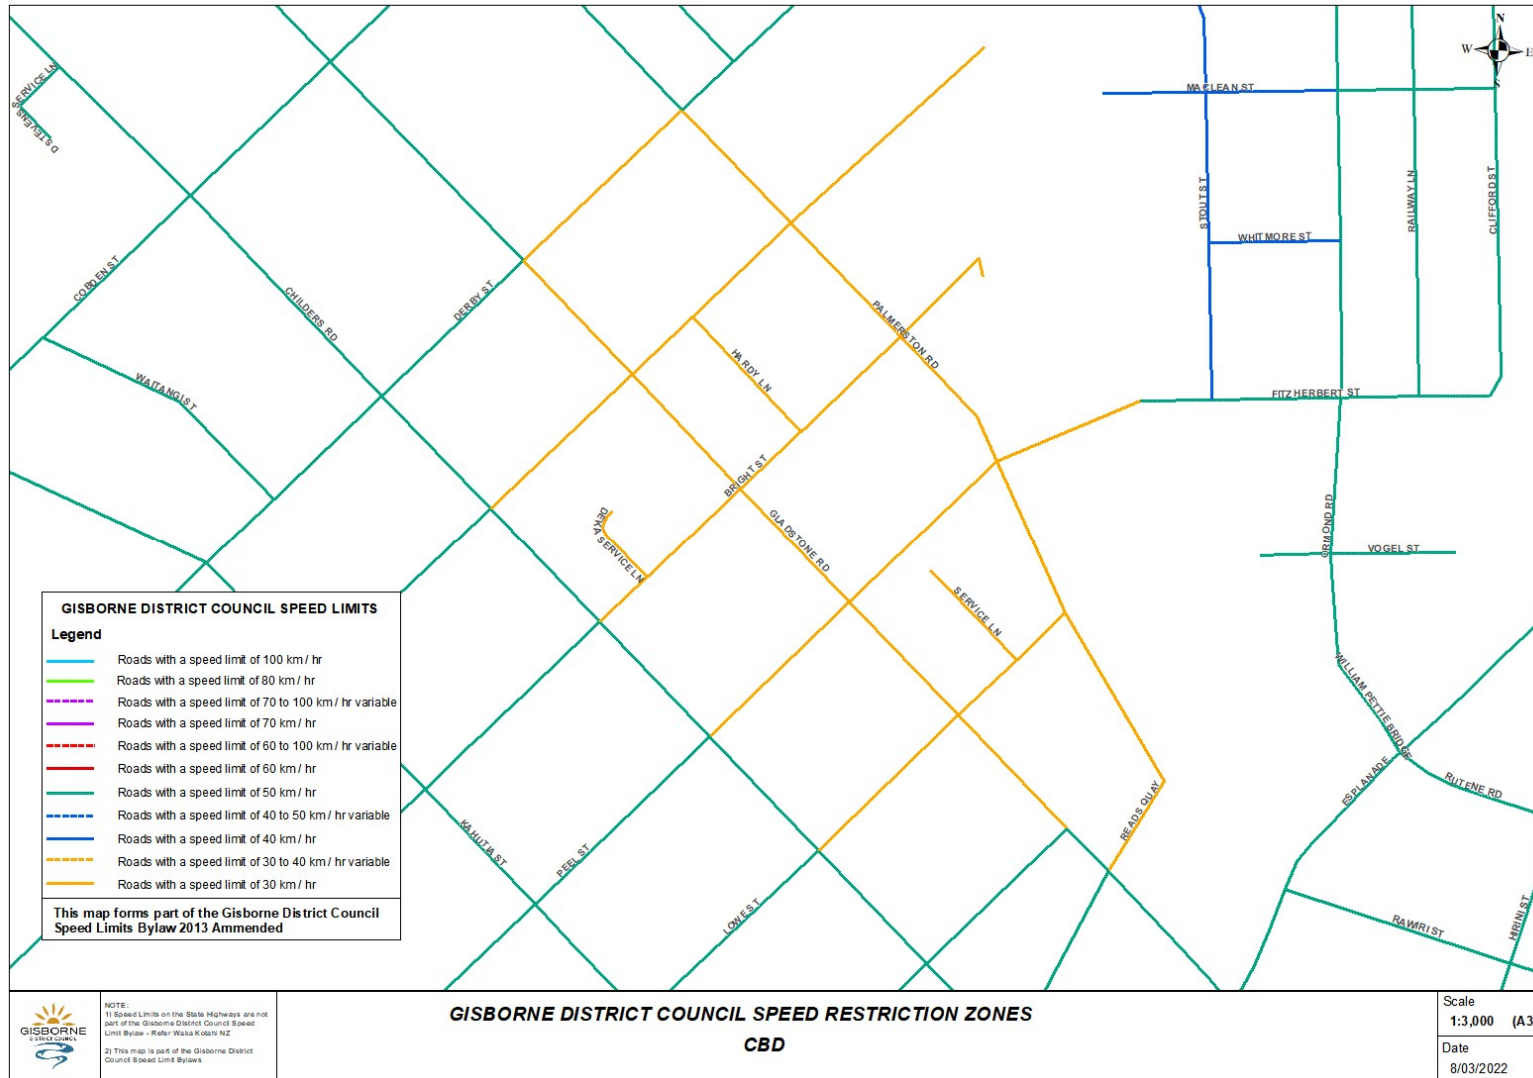 N
W
E
S
SERVICE LN
D STEVENS
MACLEAN ST
STOUT ST
RAILWAY LN
CLIFFORD ST
WHITMORE ST
COBDEN ST
CHILDERS RD
DERBY ST
PALMERSTON RD
HARDY LN
WAITANGI ST
FITZHERBERT ST
BRIGHT ST
GLADSTONE RD
DEKA SERVICE LN
ORMOND RD
VOGEL ST
SERVICE LN
WILLIAM PETTIE BRIDGE
ESPLANADE
RUTENE RD
READS QUAY
KAHUTIA ST
PEEL ST
LOWE ST
RAWIRI ST
HIRINI ST
GISBORNE DISTRICT COUNCIL SPEED LIMITS
Legend
Roads with a speed limit of 100 km / hr
Roads with a speed limit of 80 km / hr
Roads with a speed limit of 70 to 100 km / hr variable
Roads with a speed limit of 70 km / hr
Roads with a speed limit of 60 to 100 km / hr variable
Roads with a speed limit of 60 km / hr
Roads with a speed limit of 50 km / hr
Roads with a speed limit of 40 to 50 km / hr variable
Roads with a speed limit of 40 km / hr
Roads with a speed limit of 30 to 40 km / hr variable
Roads with a speed limit of 30 km / hr
This map forms part of the Gisborne District Council
Speed Limits Bylaw 2013 Ammended
GISBORNE
DISTRICT COUNCIL
NOTE:
1) Speed Limits on the State Highways are not
part of the Gisborne District Council Speed
Limit Bylaw - Refer Waka Kotahi NZ
2) This map is part of the Gisborne District
Council Speed Limit Bylaws
GISBORNE DISTRICT COUNCIL SPEED RESTRICTION ZONES
CBD
Scale
1:3,000 (A3
Date
8/03/2022